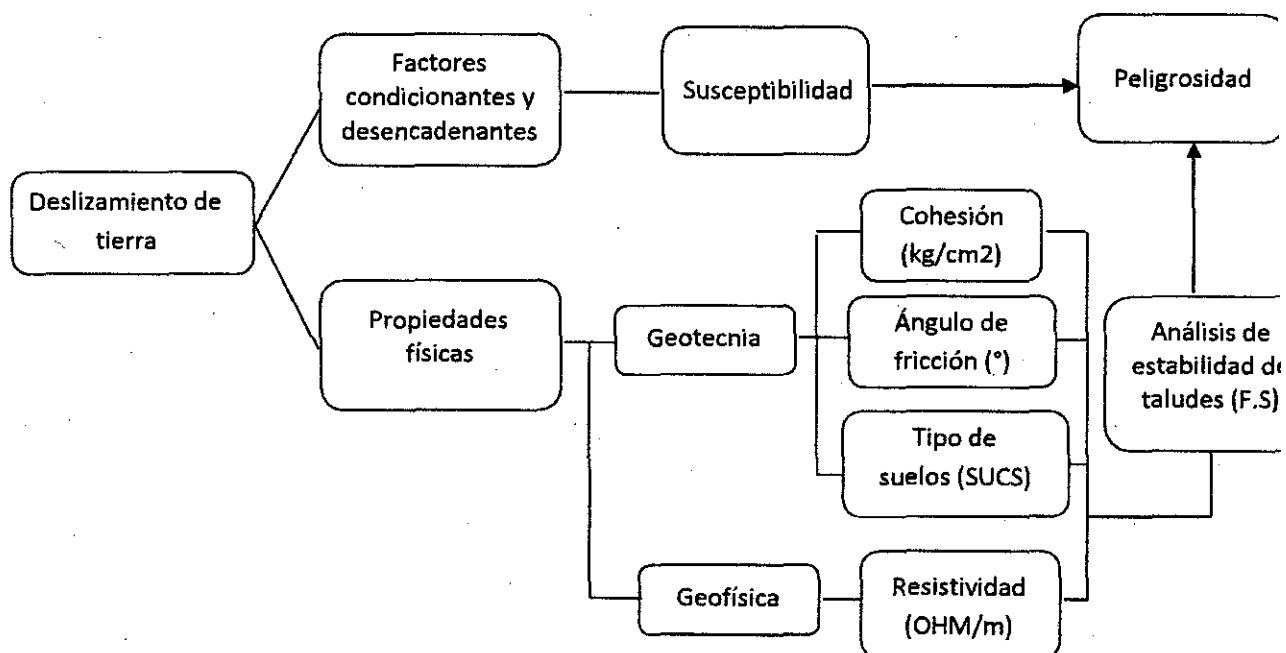 Factores
condicionantes y
desencadenantes
Susceptibilidad
Peligrosidad
Deslizamiento de
tierra
Propiedades
físicas
Geotecnia
Cohesión
(kg/cm2)
Ángulo de
fricción (°)
Tipo de
suelos (SUCS)
Análisis de
estabilidad de
taludes (F.S)
Geofísica
Resistividad
(OHM/m)